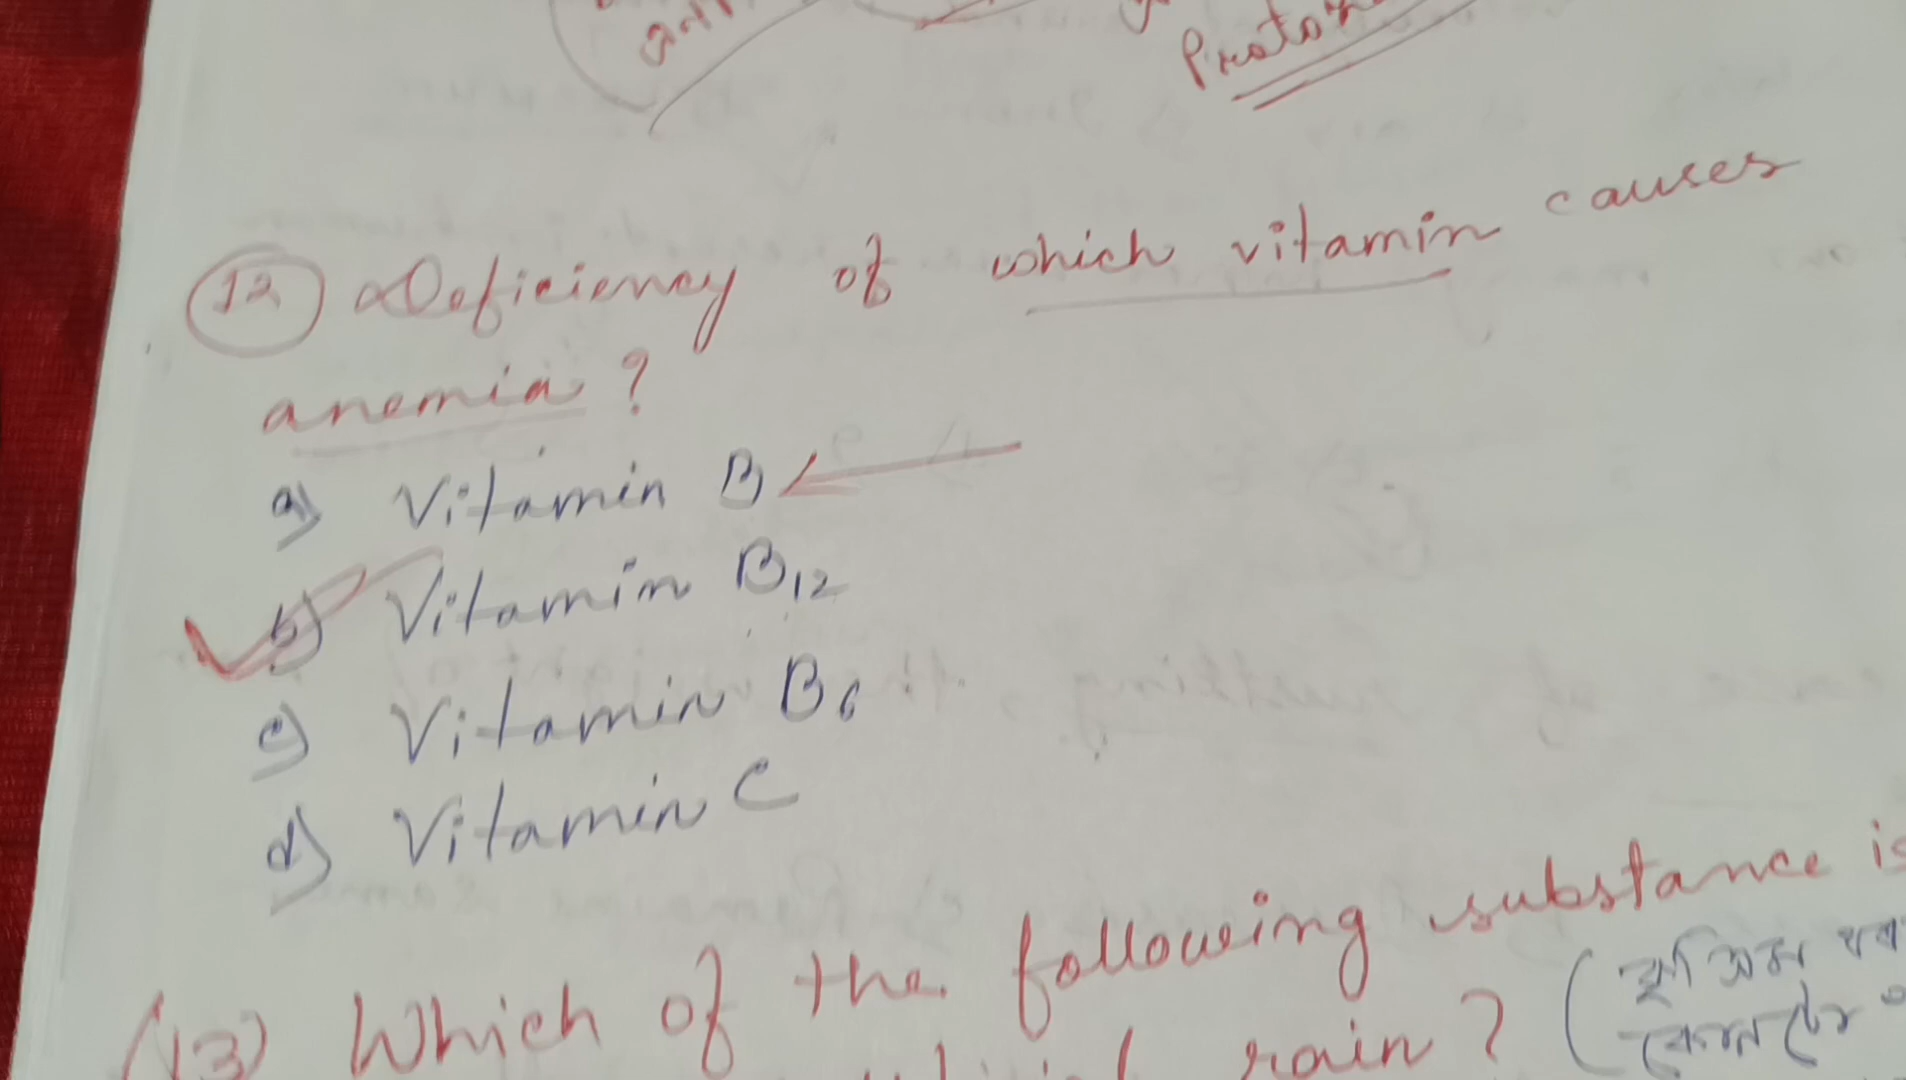 (12) Deficiency of which vitamin causes
anemia ?
a) Vitamin B
b) Vitamin B12
c) Vitamin B6
d) Vitamin C
(13) Which of the following substance is
rain ? (